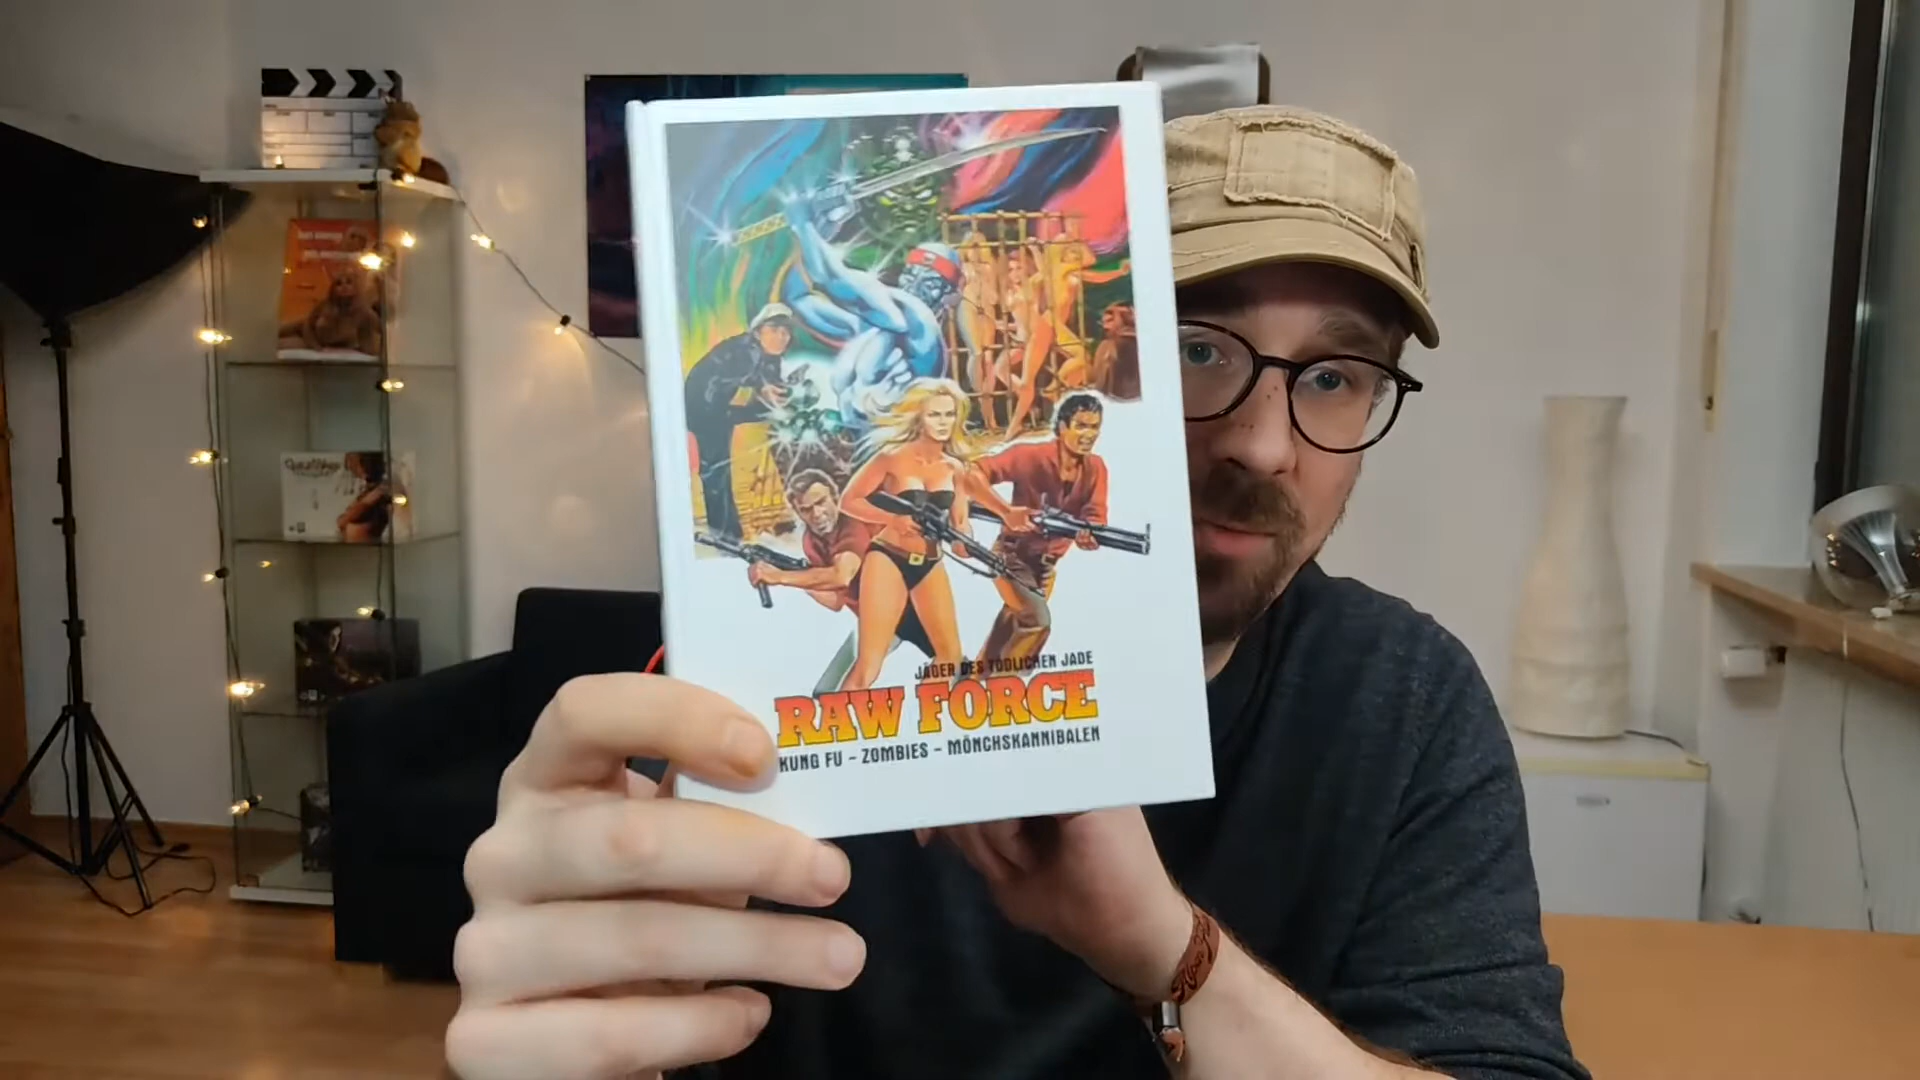 JÄGER DES TÖDLICHEN JADE
RAW FORCE
KUNG FU – ZOMBIES – MÖNCHSKANNIBALEN